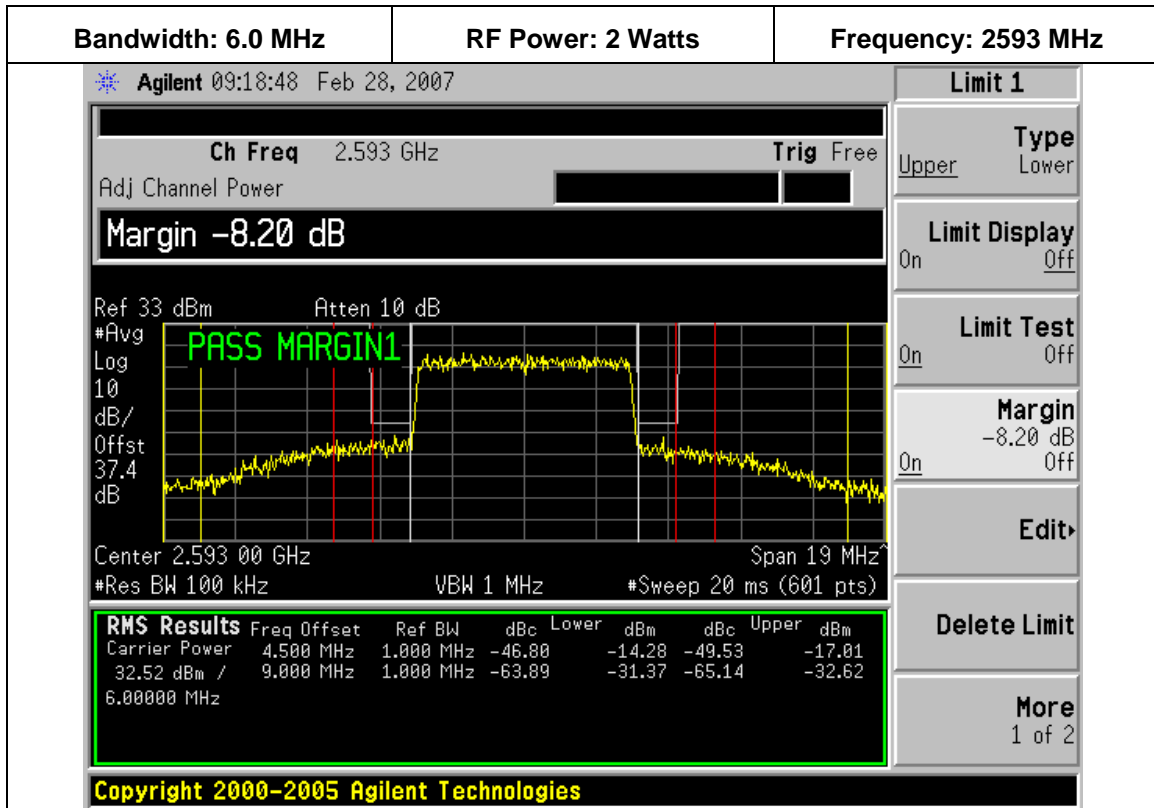 Bandwidth: 6.0 MHz RF Power: 2 Watts Frequency: 2593 MHz
Agilent 09:18:48 Feb 28, 2007
Limit 1
Ch Freq 2.593 GHz Trig Free
Adj Channel Power
Type
Upper Lower
Margin -8.20 dB
Limit Display
On Off
Ref 33 dBm Atten 10 dB
#Avg
Log
10
dB/
Offst
37.4
dB
PASS MARGIN1
Limit Test
On Off
Margin
-8.20 dB
On Off
Center 2.593 00 GHz Span 19 MHz^
#Res BW 100 kHz VBW 1 MHz #Sweep 20 ms (601 pts)
Edit▸
RMS Results Freq Offset Ref BW dBc Lower dBm dBc Upper dBm
Carrier Power 4.500 MHz 1.000 MHz -46.80 -14.28 -49.53 -17.01
32.52 dBm / 9.000 MHz 1.000 MHz -63.89 -31.37 -65.14 -32.62
6.00000 MHz
Delete Limit
More
1 of 2
Copyright 2000-2005 Agilent Technologies